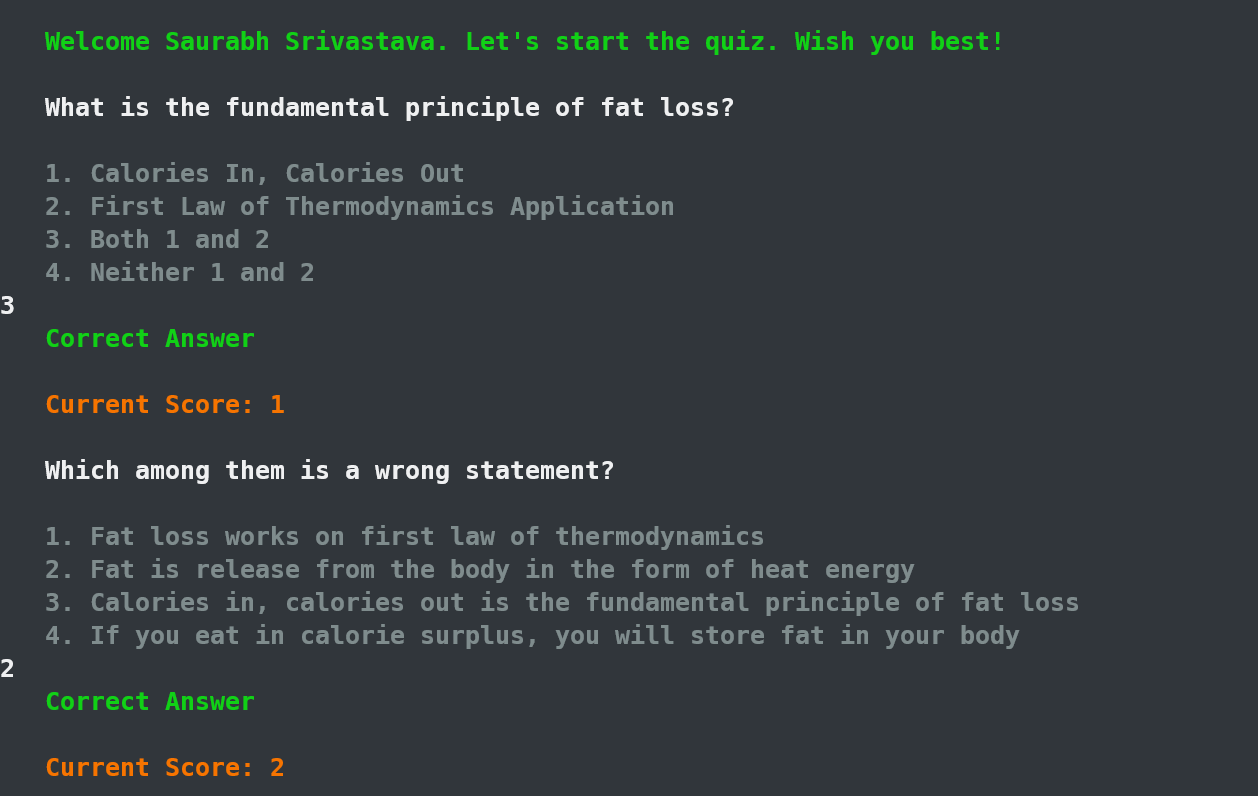 Welcome Saurabh Srivastava. Let's start the quiz. Wish you best!
What is the fundamental principle of fat loss?
1. Calories In, Calories Out
2. First Law of Thermodynamics Application
3. Both 1 and 2
4. Neither 1 and 2
3
Correct Answer
Current Score: 1
Which among them is a wrong statement?
1. Fat loss works on first law of thermodynamics
2. Fat is release from the body in the form of heat energy
3. Calories in, calories out is the fundamental principle of fat loss
4. If you eat in calorie surplus, you will store fat in your body
2
Correct Answer
Current Score: 2